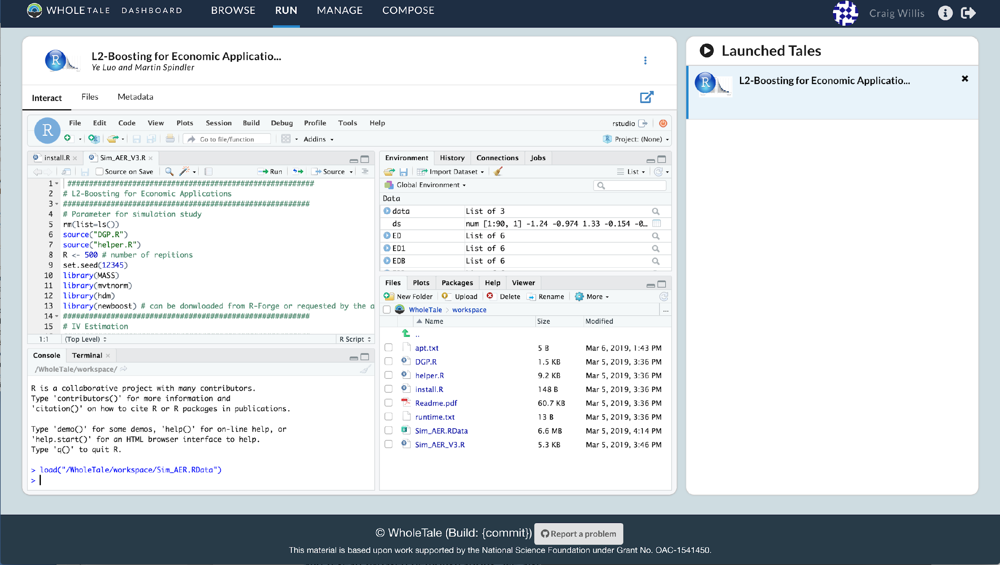 WHOLETALE DASHBOARD BROWSE RUN MANAGE COMPOSE Craig Willis
L2-Boosting for Economic Applicatio...
Ye Luo and Martin Spindler
Interact Files Metadata
R File Edit Code View Plots Session Build Debug Profile Tools Help rstudio
Go to file/function Addins Project: (None)
install.R Sim_AER_V3.R
Source on Save Run Source
1 #########################################################
2 # L2-Boosting for Economic Applications
3 #########################################################
4 # Parameter for simulation study
5 rm(list=ls())
6 source("DGP.R")
7 source("helper.R")
8 R <- 500 # number of repitions
9 set.seed(12345)
10 library(MASS)
11 library(mvtnorm)
12 library(hdm)
13 library(newboost) # can be donwloaded from R-Forge or requested by the a
14 #########################################################
15 # IV Estimation
1:1 (Top Level) R Script
Console Terminal
/WholeTale/workspace/
R is a collaborative project with many contributors.
Type 'contributors()' for more information and
'citation()' on how to cite R or R packages in publications.
Type 'demo()' for some demos, 'help()' for on-line help, or
'help.start()' for an HTML browser interface to help.
Type 'q()' to quit R.
> load("/WholeTale/workspace/Sim_AER.RData")
>
Environment History Connections Jobs
Import Dataset List
Global Environment
Data
data List of 3
ds num [1:90, 1] -1.24 -0.974 1.33 -0.154 -0...
ED List of 6
ED1 List of 6
EDB List of 6
Files Plots Packages Help Viewer
New Folder Upload Delete Rename More
WholeTale > workspace ...
Name Size Modified
..
apt.txt 5 B Mar 6, 2019, 1:43 PM
DGP.R 1.5 KB Mar 5, 2019, 3:36 PM
helper.R 9.2 KB Mar 5, 2019, 3:36 PM
install.R 148 B Mar 5, 2019, 3:36 PM
Readme.pdf 60.7 KB Mar 5, 2019, 3:36 PM
runtime.txt 13 B Mar 5, 2019, 3:36 PM
Sim_AER.RData 6.6 MB Mar 5, 2019, 4:14 PM
Sim_AER_V3.R 5.3 KB Mar 5, 2019, 3:46 PM
Launched Tales
L2-Boosting for Economic Applicatio...
© WholeTale (Build: {commit}) Report a problem
This material is based upon work supported by the National Science Foundation under Grant No. OAC-1541450.